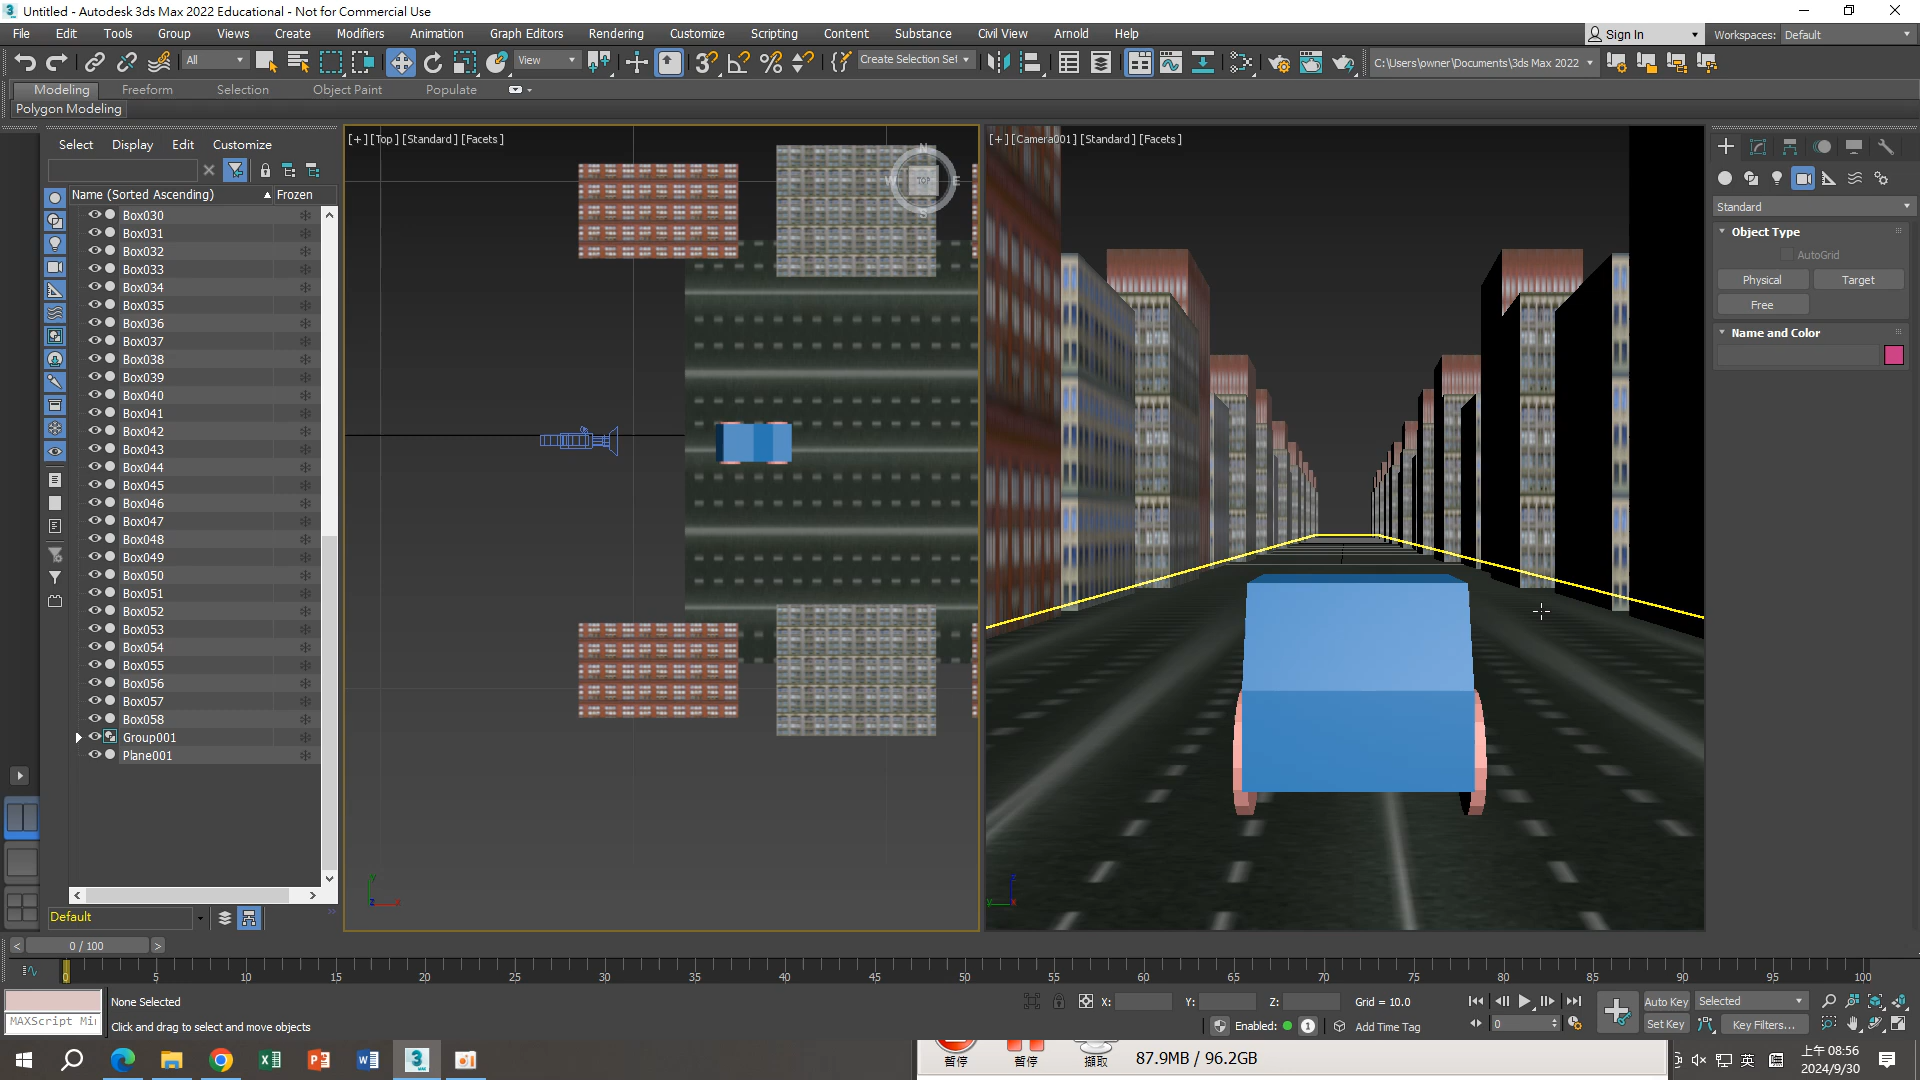 Untitled - Autodesk 3ds Max 2022 Educational - Not for Commercial Use
File Edit Tools Group Views Create Modifiers Animation Graph Editors Rendering Customize Scripting Content Substance Civil View Arnold Help
Sign In
Workspaces: Default
All
View
Create Selection Set
C:\Users\owner\Documents\3ds Max 2022
Modeling Freeform Selection Object Paint Populate
Polygon Modeling
Select Display Edit Customize
Name (Sorted Ascending) Frozen
Box030
Box031
Box032
Box033
Box034
Box035
Box036
Box037
Box038
Box039
Box040
Box041
Box042
Box043
Box044
Box045
Box046
Box047
Box048
Box049
Box050
Box051
Box052
Box053
Box054
Box055
Box056
Box057
Box058
Group001
Plane001
Default
[+] [Top] [Standard] [Facets]
N
W TOP E
S
[+] [Camera001] [Standard] [Facets]
Standard
Object Type
AutoGrid
Physical Target
Free
Name and Color
0 / 100
0 5 10 15 20 25 30 35 40 45 50 55 60 65 70 75 80 85 90 95 100
None Selected
Click and drag to select and move objects
MAXScript Mi
X: Y: Z: Grid = 10.0
Enabled: 1 Add Time Tag
0
Auto Key Selected
Set Key Key Filters...
暫停 暫停 擷取 87.9MB / 96.2GB
英
上午 08:56
2024/9/30